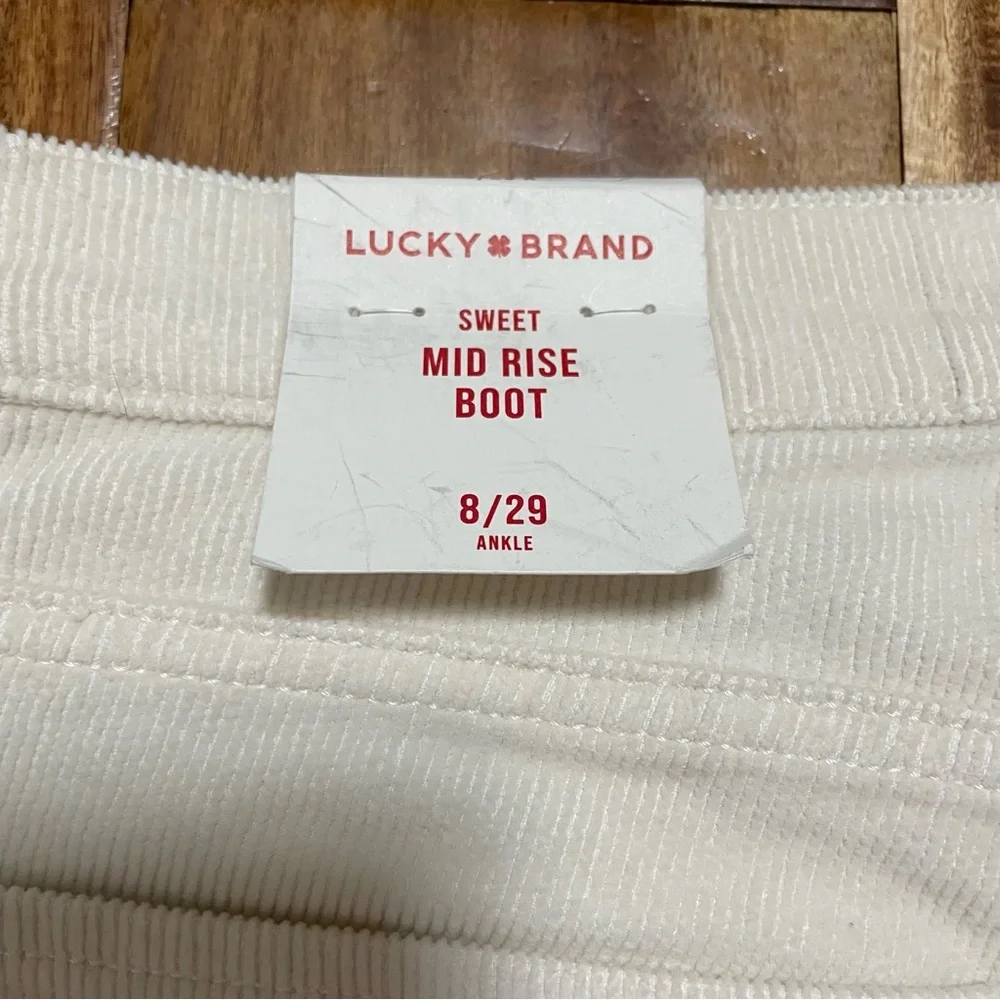 LUCKY BRAND
SWEET
MID RISE
BOOT
8/29
ANKLE